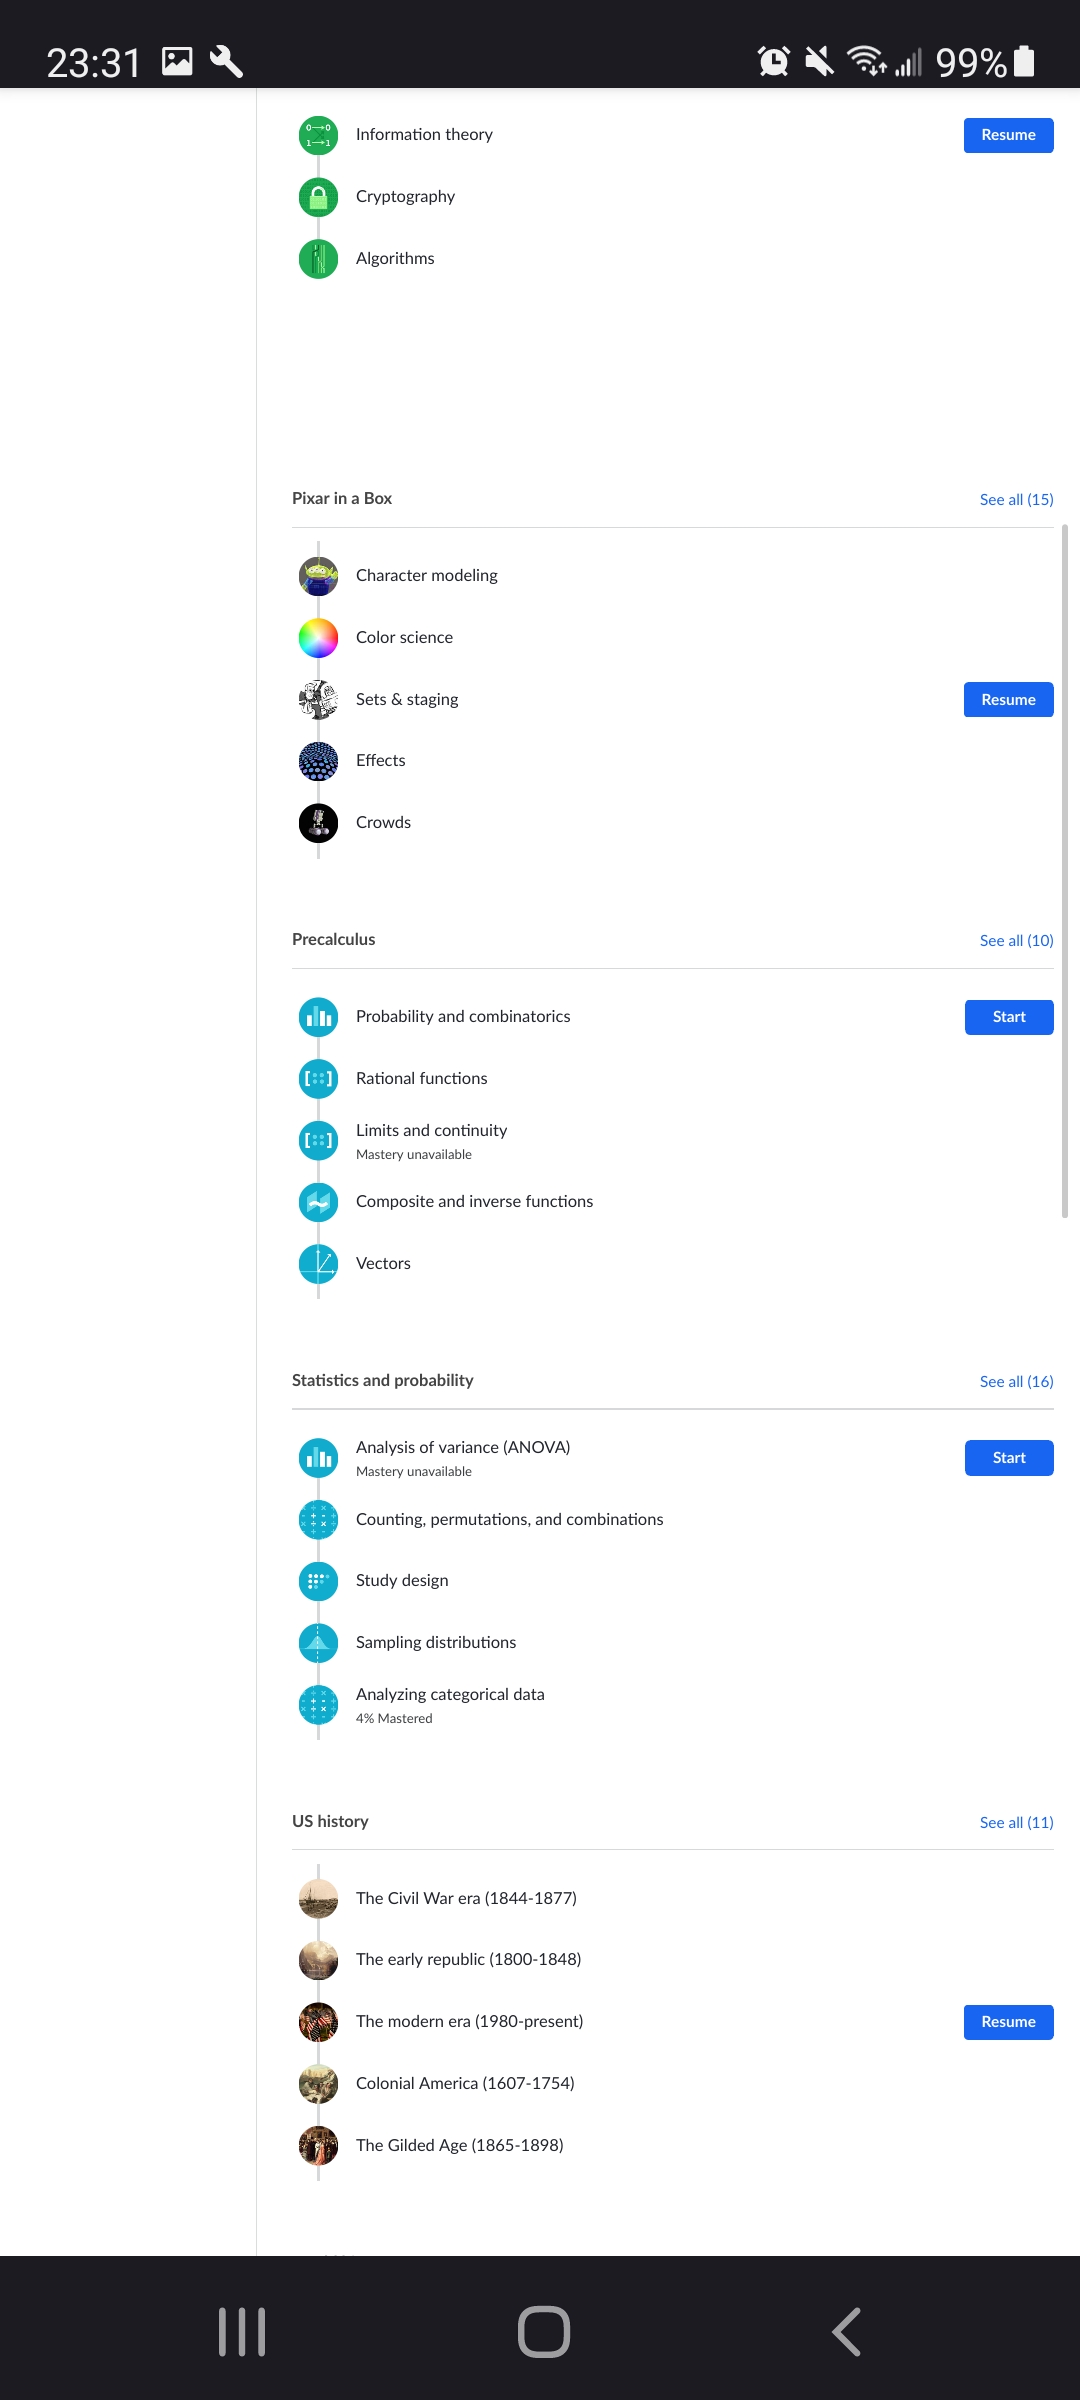 23:31
99%
Information theory
Resume
Cryptography
Algorithms
Pixar in a Box
See all (15)
Character modeling
Color science
Sets & staging
Resume
Effects
Crowds
Precalculus
See all (10)
Probability and combinatorics
Start
Rational functions
Limits and continuity
Mastery unavailable
Composite and inverse functions
Vectors
Statistics and probability
See all (16)
Analysis of variance (ANOVA)
Mastery unavailable
Start
Counting, permutations, and combinations
Study design
Sampling distributions
Analyzing categorical data
4% Mastered
US history
See all (11)
The Civil War era (1844-1877)
The early republic (1800-1848)
The modern era (1980-present)
Resume
Colonial America (1607-1754)
The Gilded Age (1865-1898)